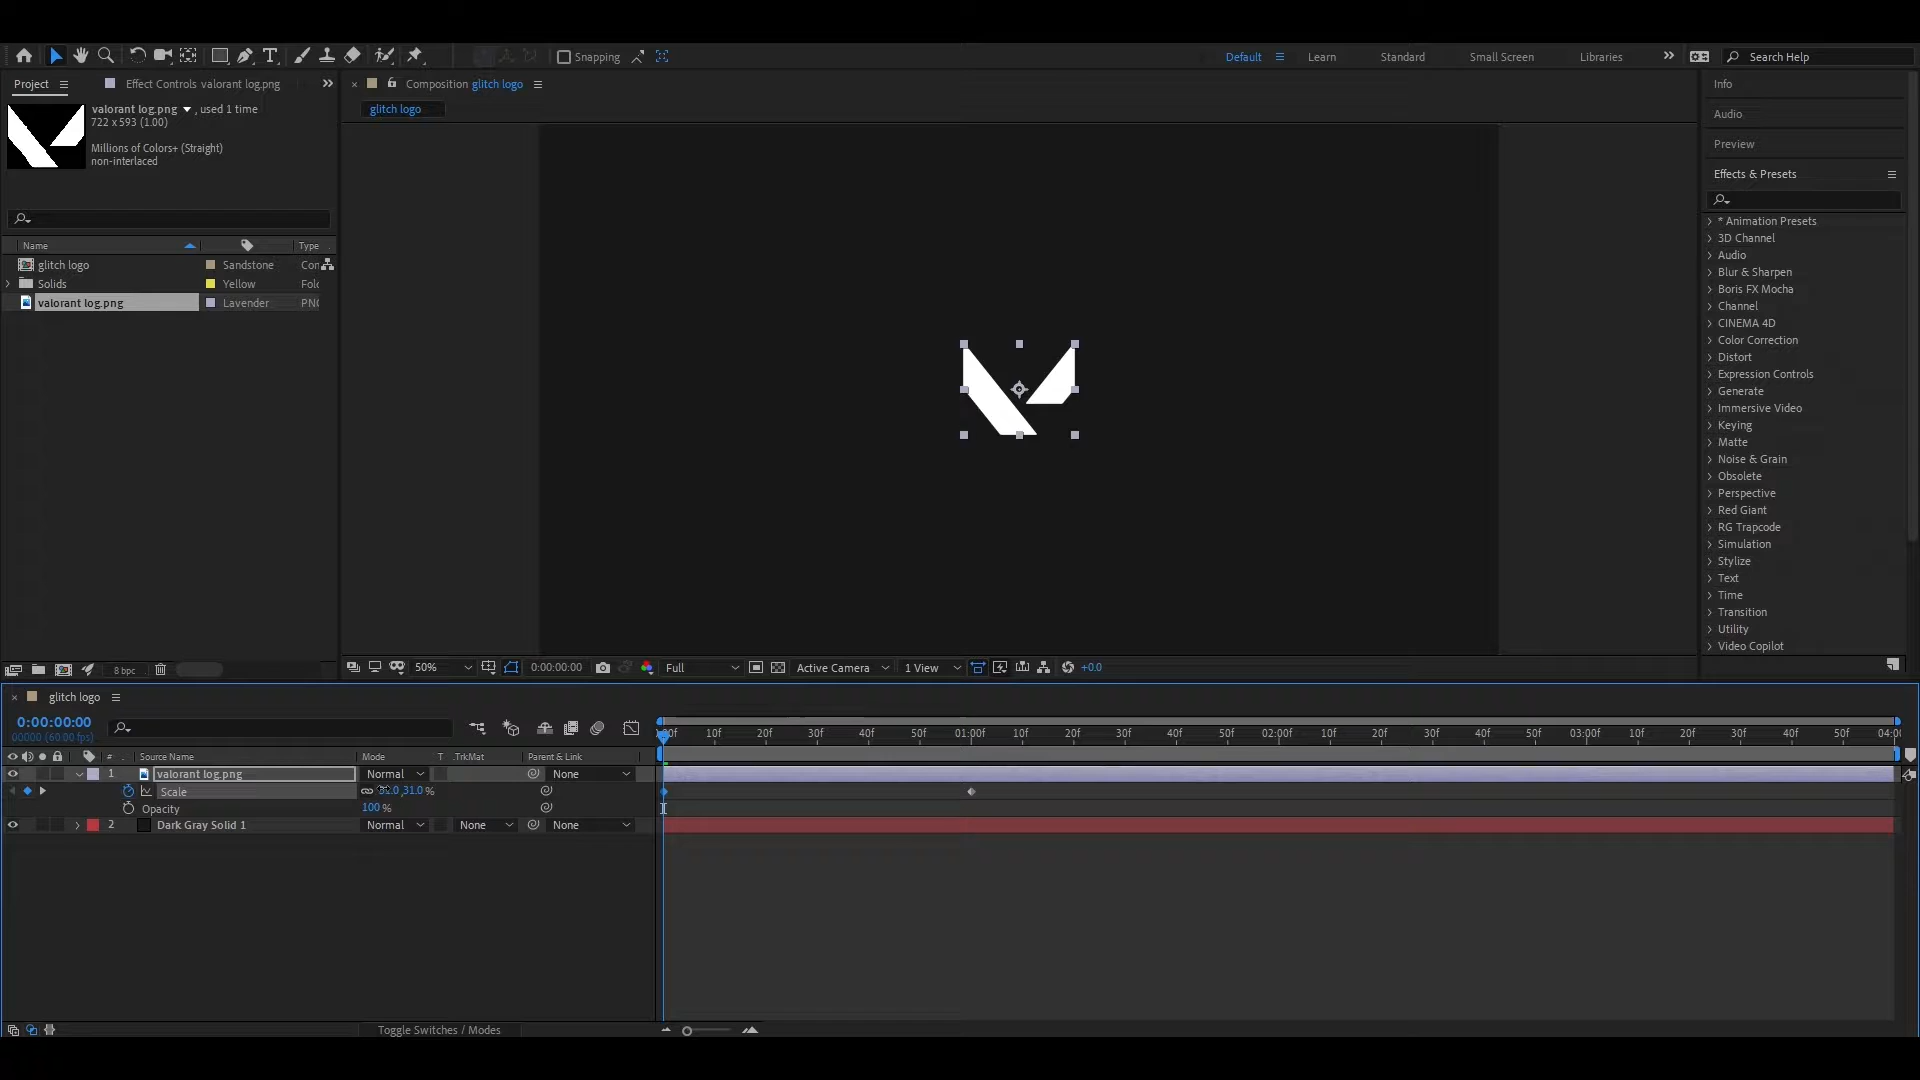 Snapping
Default
Learn
Standard
Small Screen
Libraries
Search Help
Project
Effect Controls valorant log.png
Composition glitch logo
glitch logo
valorant log.png , used 1 time
722 x 593 (1.00)
Millions of Colors+ (Straight)
non-interlaced
Name
Type
glitch logo Sandstone
Solids Yellow
valorant log.png Lavender
8 bpc
50%
0:00:00:00
Full
Active Camera
1 View
+0.0
Info
Audio
Preview
Effects & Presets
* Animation Presets
3D Channel
Audio
Blur & Sharpen
Boris FX Mocha
Channel
CINEMA 4D
Color Correction
Distort
Expression Controls
Generate
Immersive Video
Keying
Matte
Noise & Grain
Obsolete
Perspective
Red Giant
RG Trapcode
Simulation
Stylize
Text
Time
Transition
Utility
Video Copilot
glitch logo
0:00:00:00
00000 (60.00 fps)
# Source Name Mode T .TrkMat Parent & Link
1 valorant log.png Normal None
Scale 31.0 %
Opacity 100 %
2 Dark Gray Solid 1 Normal None None
10f 20f 30f 40f 50f 01:00f 10f 20f 30f 40f 50f 02:00f 10f 20f 30f 40f 50f 03:00f 10f 20f 30f 40f 50f
Toggle Switches / Modes